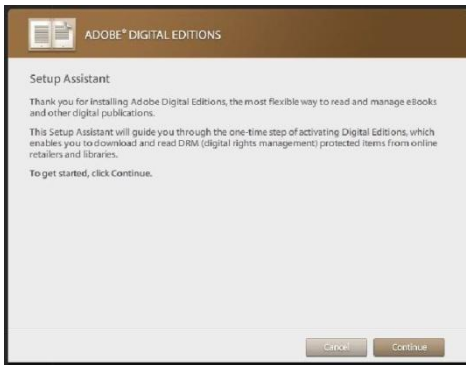 ADOBE® DIGITAL EDITIONS
Setup Assistant
Thank you for installing Adobe Digital Editions, the most flexible way to read and manage eBooks
and other digital publications.
This Setup Assistant will guide you through the one-time step of activating Digital Editions, which
enables you to download and read DRM (digital rights management) protected items from online
retailers and libraries.
To get started, click Continue.
Cancel Continue